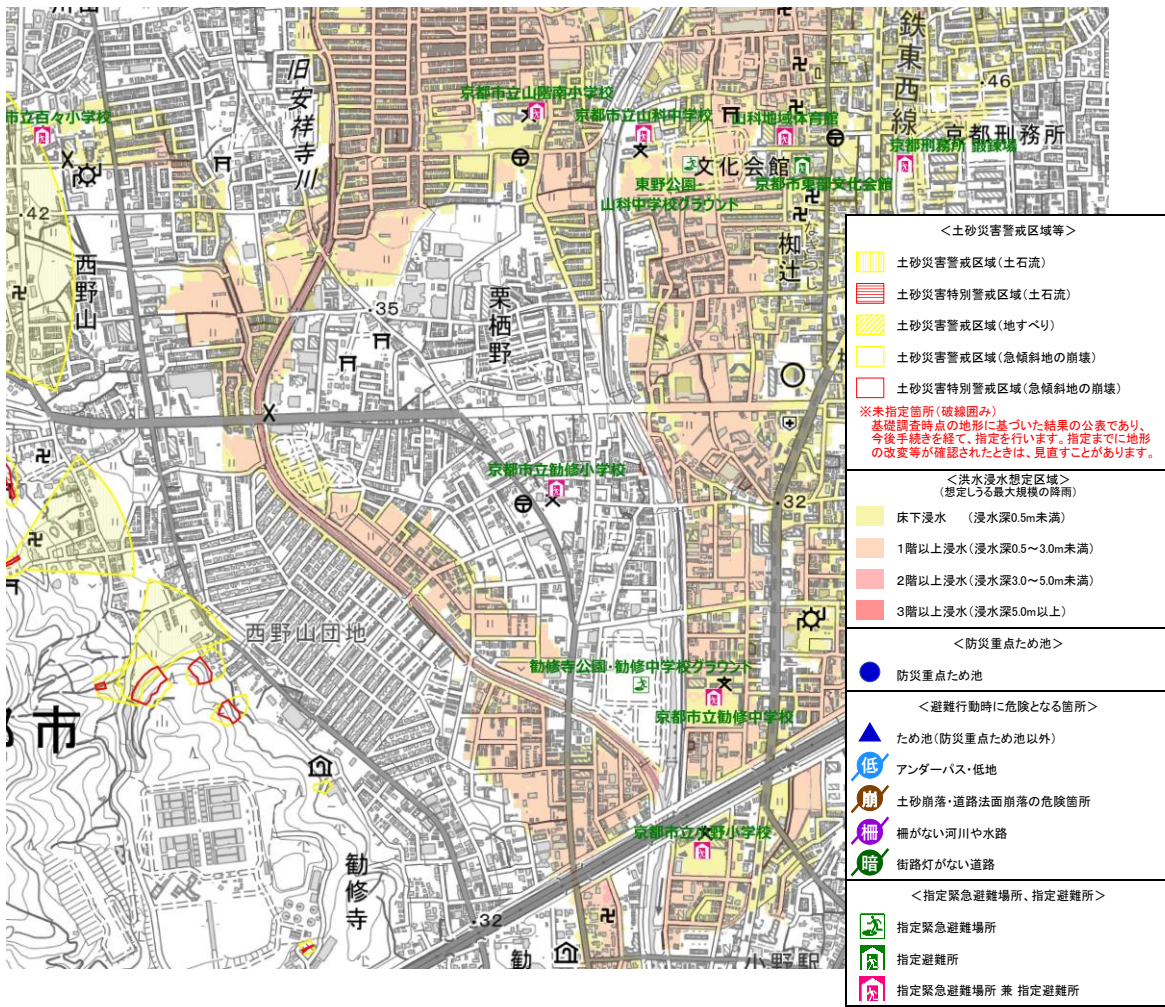 旧安祥寺川
鉄東西線
・46
京都市立山階南中学校
京都市立山科中学校
山科地域体育館
市立百々小学校
京都刑務所
京都刑務所 鍛錬場
文化会館
東野公園
京都市東部文化会館
山科中学校グラウンド
・42
西野山
栗栖野
椥辻
なぎつじ
・35
京都市立勧修小学校
・32
西野山団地
勧修寺公園・勧修中学校グラウンド
京都市立勧修中学校
都市
京都市立小野小学校
勧修寺
・32
勧
小野駅
<土砂災害警戒区域等>
土砂災害警戒区域(土石流)
土砂災害特別警戒区域(土石流)
土砂災害警戒区域(地すべり)
土砂災害警戒区域(急傾斜地の崩壊)
土砂災害特別警戒区域(急傾斜地の崩壊)
※未指定箇所(破線囲み)
基礎調査時点の地形に基づいた結果の公表であり、
今後手続きを経て、指定を行います。指定までに地形
の改変等が確認されたときは、見直すことがあります。
<洪水浸水想定区域>
(想定しうる最大規模の降雨)
床下浸水 (浸水深0.5m未満)
1階以上浸水(浸水深0.5～3.0m未満)
2階以上浸水(浸水深3.0～5.0m未満)
3階以上浸水(浸水深5.0m以上)
<防災重点ため池>
防災重点ため池
<避難行動時に危険となる箇所>
ため池(防災重点ため池以外)
低 アンダーパス・低地
崩 土砂崩落・道路法面崩落の危険箇所
柵 柵がない河川や水路
暗 街路灯がない道路
<指定緊急避難場所、指定避難所>
指定緊急避難場所
指定避難所
指定緊急避難場所 兼 指定避難所